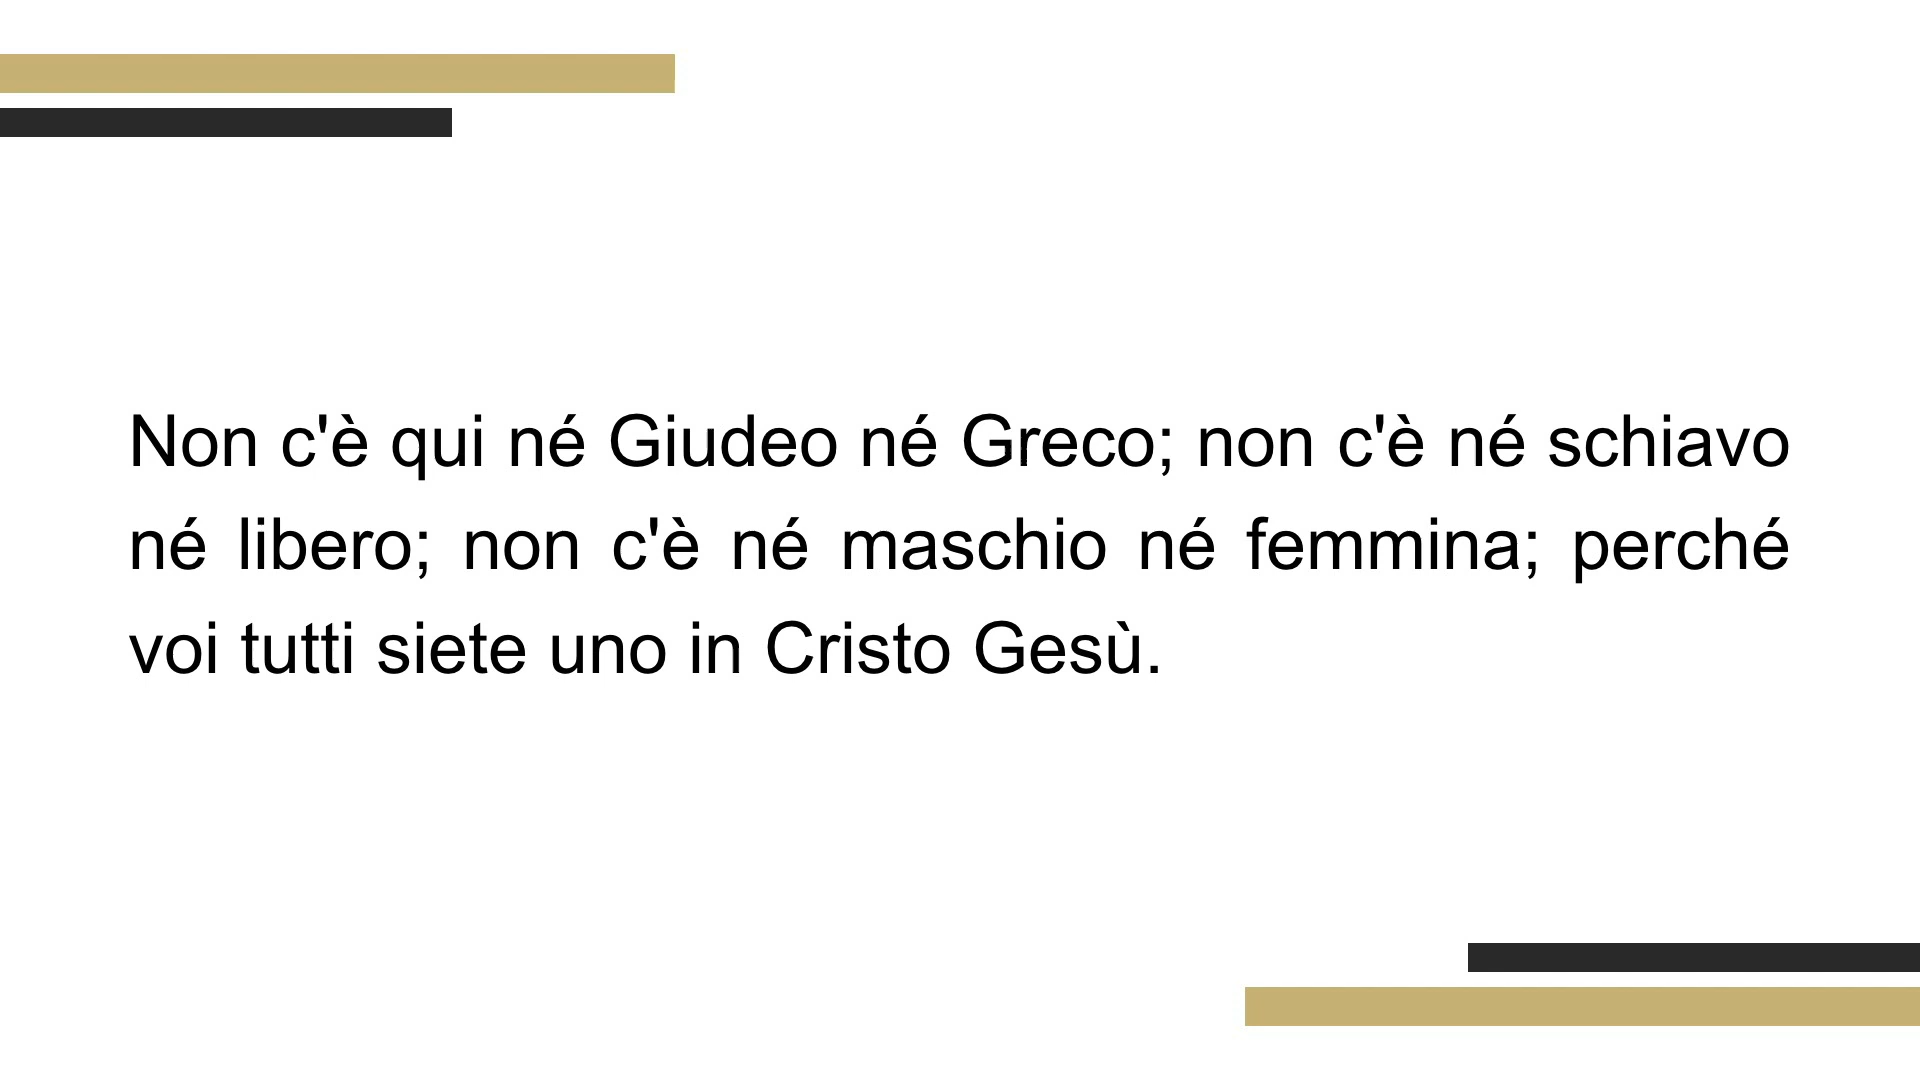 Non c'è qui né Giudeo né Greco; non c'è né schiavo
né libero; non c'è né maschio né femmina; perché
voi tutti siete uno in Cristo Gesù.